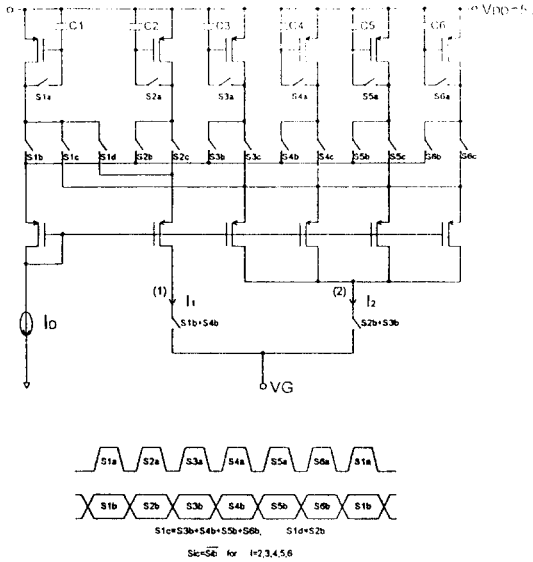 C1 C2 C3 C4 C5 C6
S1a S2a S3a S4a S5a S6a
S1b S1c S1d S2b S2c S3b S3c S4b S4c S5b S5c S6b S6c
(1) I1 (2) I2
Io S1b+S4b S2b+S3b
VG
S1a S2a S3a S4a S5a S6a S1a
S1b S2b S3b S4b S5b S6b S1b
S1c=S3b+S4b+S5b+S6b, S1d=S2b
Sic=Sib for i=2,3,4,5,6